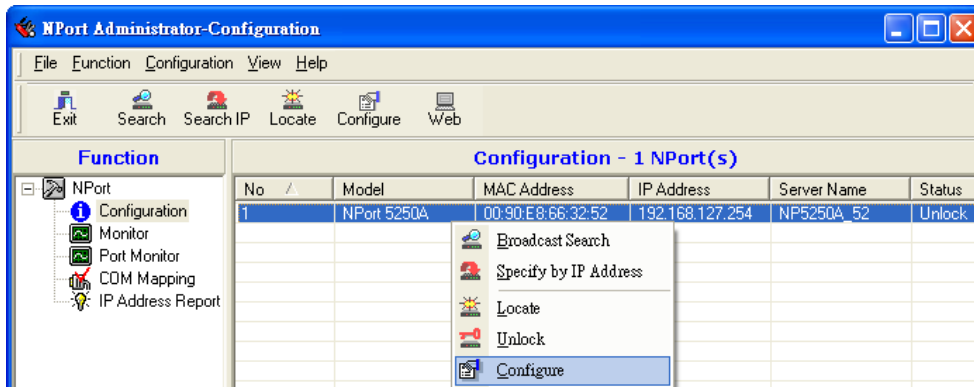 NPort Administrator-Configuration
File Function Configuration View Help
Exit Search Search IP Locate Configure Web
Function
Configuration - 1 NPort(s)
NPort
Configuration
Monitor
Port Monitor
COM Mapping
IP Address Report
No Model MAC Address IP Address Server Name Status
1 NPort 5250A 00:90:E8:66:32:52 192.168.127.254 NP5250A_52 Unlock
Broadcast Search
Specify by IP Address
Locate
Unlock
Configure